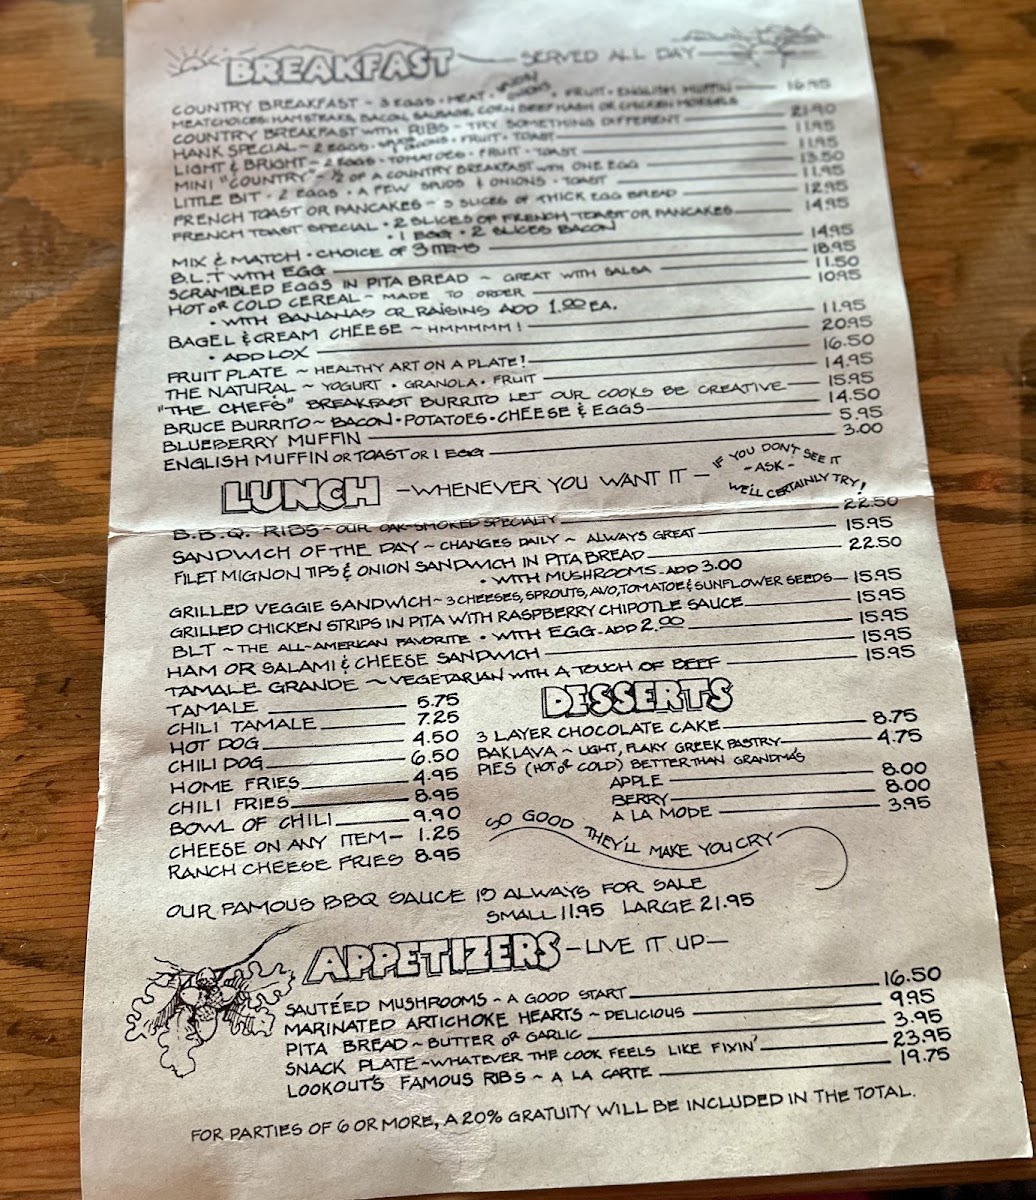 BREAKFAST — SERVED ALL DAY —
COUNTRY BREAKFAST ~ 3 EGGS • MEAT • ONION • FRUIT • ENGLISH MUFFIN — 16.95
MEAT CHOICES: HAM STEAKS, BACON, SAUSAGE, CORN BEEF HASH OR CHICKEN MORSELS
COUNTRY BREAKFAST WITH RIBS ~ TRY SOMETHING DIFFERENT — 21.90
HANK SPECIAL ~ 2 EGGS • ONIONS • FRUIT • TOAST — 11.95
LIGHT & BRIGHT ~ 2 EGGS • TOMATOES • FRUIT • TOAST — 11.95
MINI "COUNTRY" ~ 1/2 OF A COUNTRY BREAKFAST WITH ONE EGG — 13.50
LITTLE BIT • 2 EGGS • A FEW SPUDS & ONIONS • TOAST — 11.95
FRENCH TOAST OR PANCAKES ~ 3 SLICES OF THICK EGG BREAD — 12.95
FRENCH TOAST SPECIAL • 2 SLICES OF FRENCH TOAST OR PANCAKES — 14.95
• 1 EGG • 2 SLICES BACON
MIX & MATCH • CHOICE OF 3 ITEMS — 14.95
B.L.T WITH EGG — 18.95
SCRAMBLED EGGS IN PITA BREAD ~ GREAT WITH SALSA — 11.50
HOT OR COLD CEREAL ~ MADE TO ORDER — 10.95
• WITH BANANAS OR RAISINS ADD 1.00 EA.
BAGEL & CREAM CHEESE ~ HMMMMM! — 11.95
• ADD LOX — 20.95
FRUIT PLATE ~ HEALTHY ART ON A PLATE! — 16.50
THE NATURAL ~ YOGURT • GRANOLA • FRUIT — 14.95
"THE CHEF'S" BREAKFAST BURRITO LET OUR COOKS BE CREATIVE — 15.95
BRUCE BURRITO ~ BACON • POTATOES • CHEESE & EGGS — 14.50
BLUEBERRY MUFFIN — 5.95
ENGLISH MUFFIN OR TOAST OR 1 EGG — 3.00
LUNCH — WHENEVER YOU WANT IT —
IF YOU DON'T SEE IT
- ASK -
WE'LL CERTAINLY TRY!
B.B.Q. RIBS ~ OUR OAK-SMOKED SPECIALTY — 22.50
SANDWICH OF THE DAY ~ CHANGES DAILY ~ ALWAYS GREAT — 15.95
FILET MIGNON TIPS & ONION SANDWICH IN PITA BREAD — 22.50
• WITH MUSHROOMS - ADD 3.00
GRILLED VEGGIE SANDWICH ~ 3 CHEESES, SPROUTS, AVO, TOMATOE & SUNFLOWER SEEDS — 15.95
GRILLED CHICKEN STRIPS IN PITA WITH RASPBERRY CHIPOTLE SAUCE — 15.95
BLT ~ THE ALL-AMERICAN FAVORITE • WITH EGG - ADD 2.00 — 15.95
HAM OR SALAMI & CHEESE SANDWICH — 15.95
TAMALE GRANDE ~ VEGETARIAN WITH A TOUCH OF BEEF — 15.95
TAMALE — 5.75
CHILI TAMALE — 7.25
HOT DOG — 4.50
CHILI DOG — 6.50
HOME FRIES — 4.95
CHILI FRIES — 8.95
BOWL OF CHILI — 9.90
CHEESE ON ANY ITEM — 1.25
RANCH CHEESE FRIES 8.95
DESSERTS
3 LAYER CHOCOLATE CAKE — 8.75
BAKLAVA ~ LIGHT, FLAKY GREEK PASTRY — 4.75
PIES (HOT OR COLD) BETTER THAN GRANDMA'S
APPLE — 8.00
BERRY — 8.00
A LA MODE — 3.95
SO GOOD THEY'LL MAKE YOU CRY
OUR FAMOUS BBQ SAUCE IS ALWAYS FOR SALE
SMALL 11.95 LARGE 21.95
APPETIZERS — LIVE IT UP —
SAUTÉED MUSHROOMS ~ A GOOD START — 16.50
MARINATED ARTICHOKE HEARTS ~ DELICIOUS — 9.95
PITA BREAD ~ BUTTER OR GARLIC — 3.95
SNACK PLATE ~ WHATEVER THE COOK FEELS LIKE FIXIN' — 23.95
LOOKOUT'S FAMOUS RIBS ~ A LA CARTE — 19.75
FOR PARTIES OF 6 OR MORE, A 20% GRATUITY WILL BE INCLUDED IN THE TOTAL.